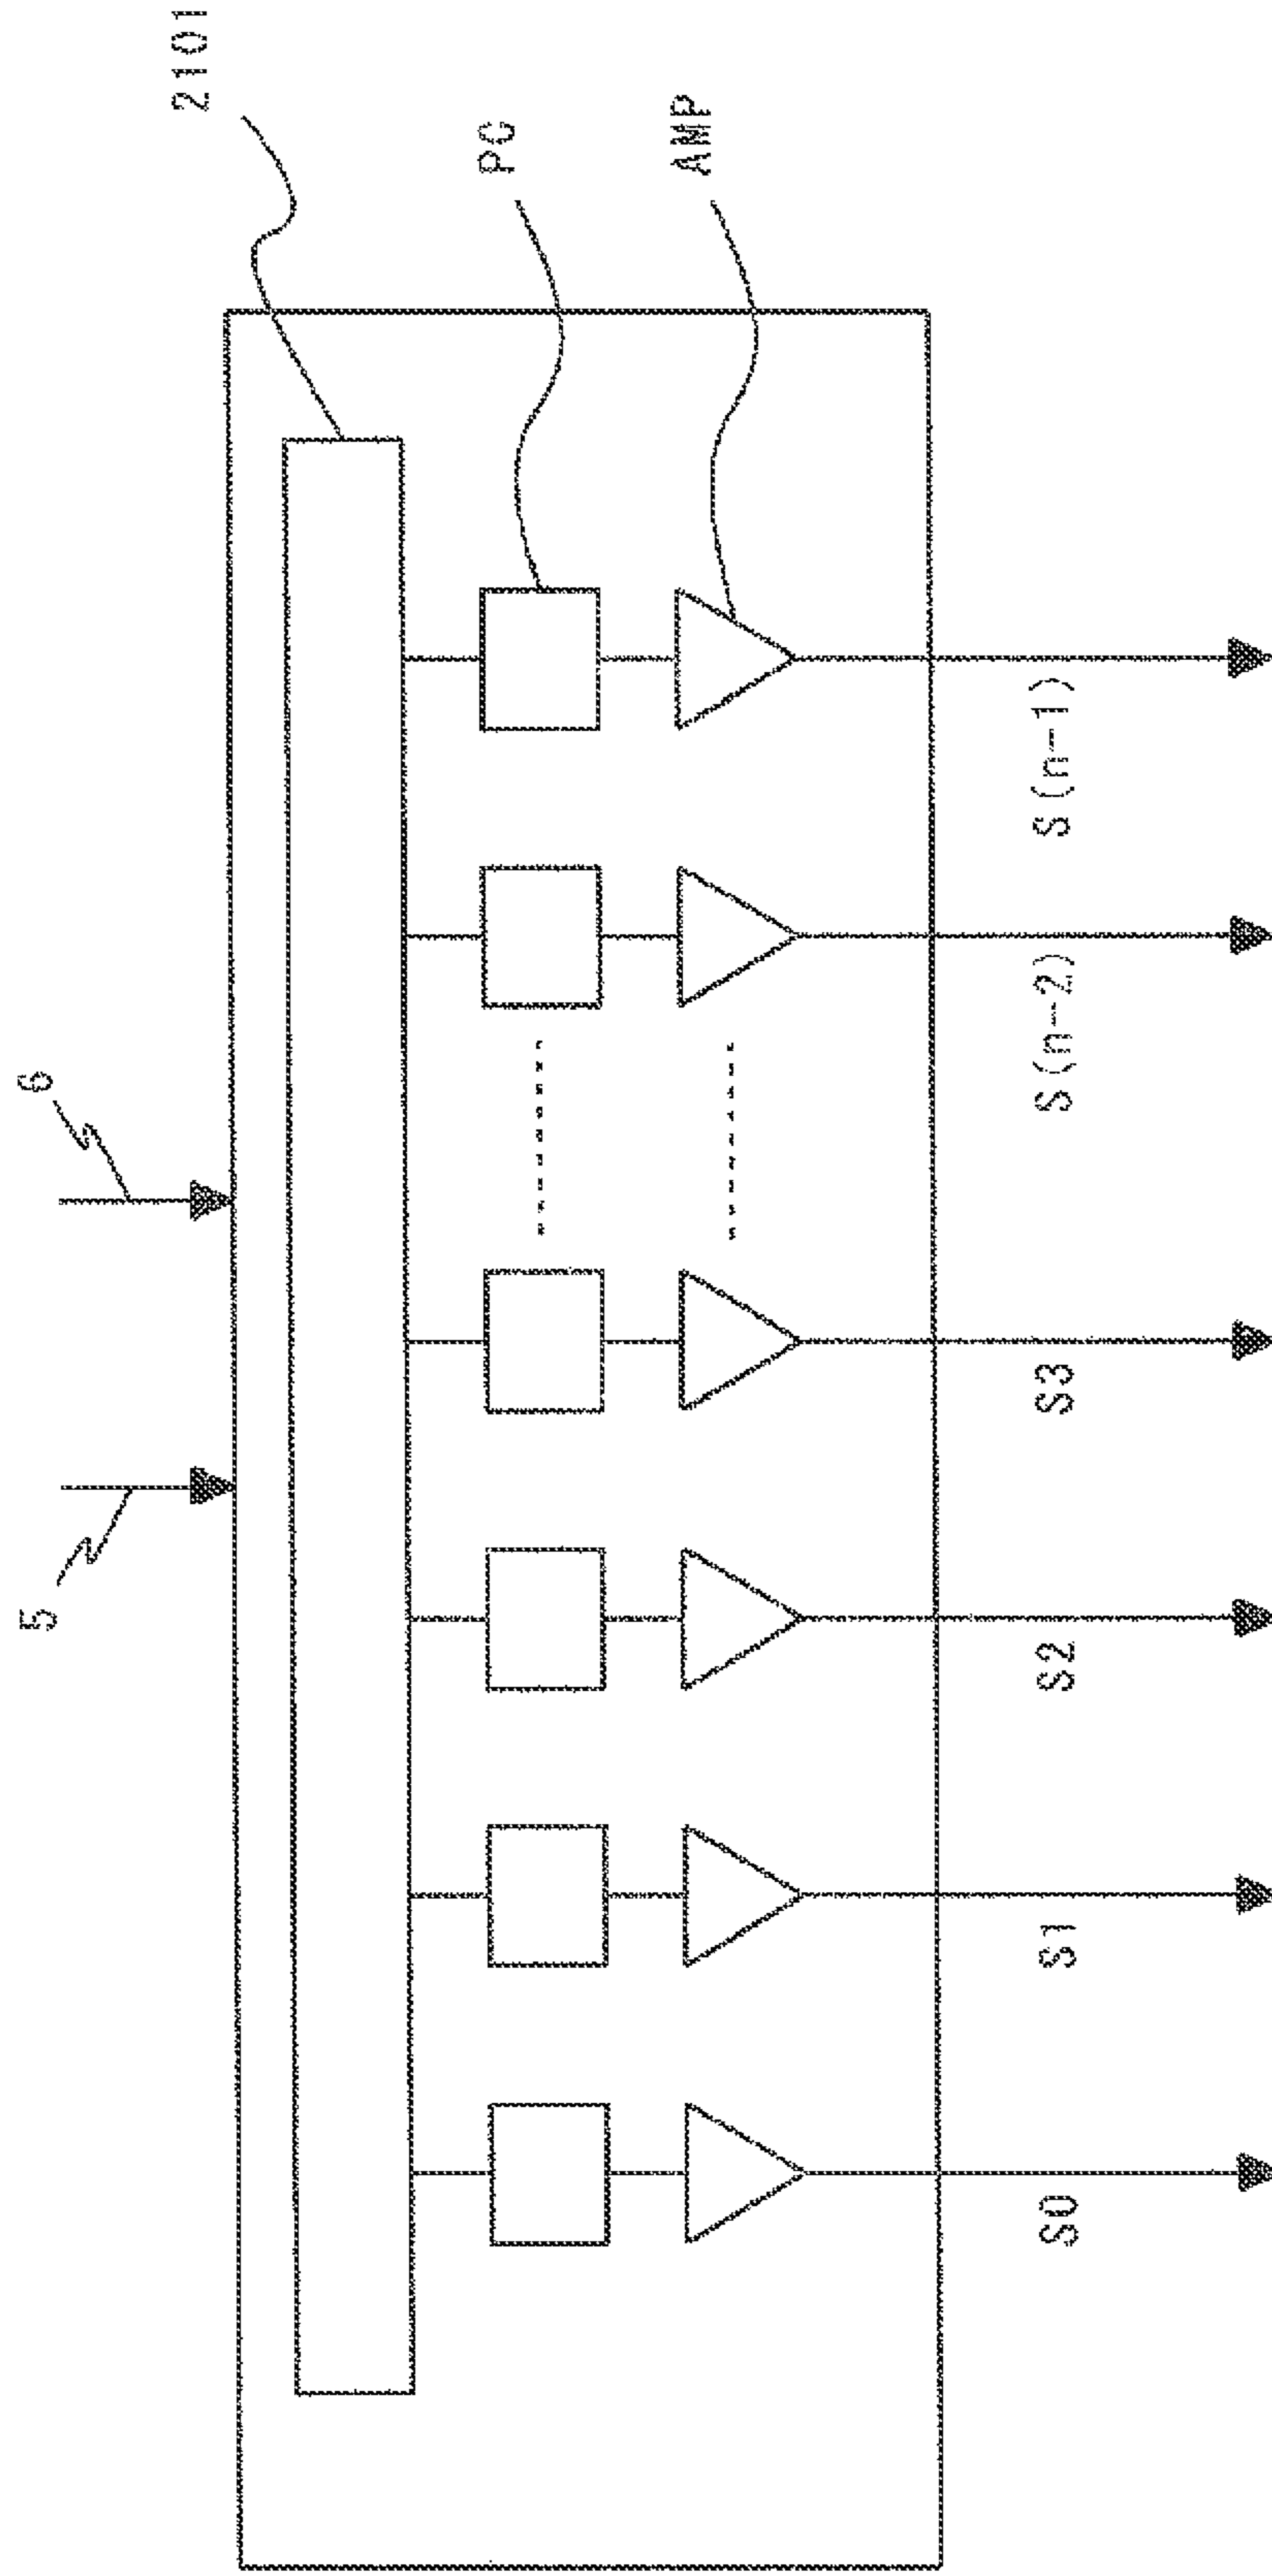 5
6
2101
PC
AMP
S0
S1
S2
S3
S(n-2)
S(n-1)